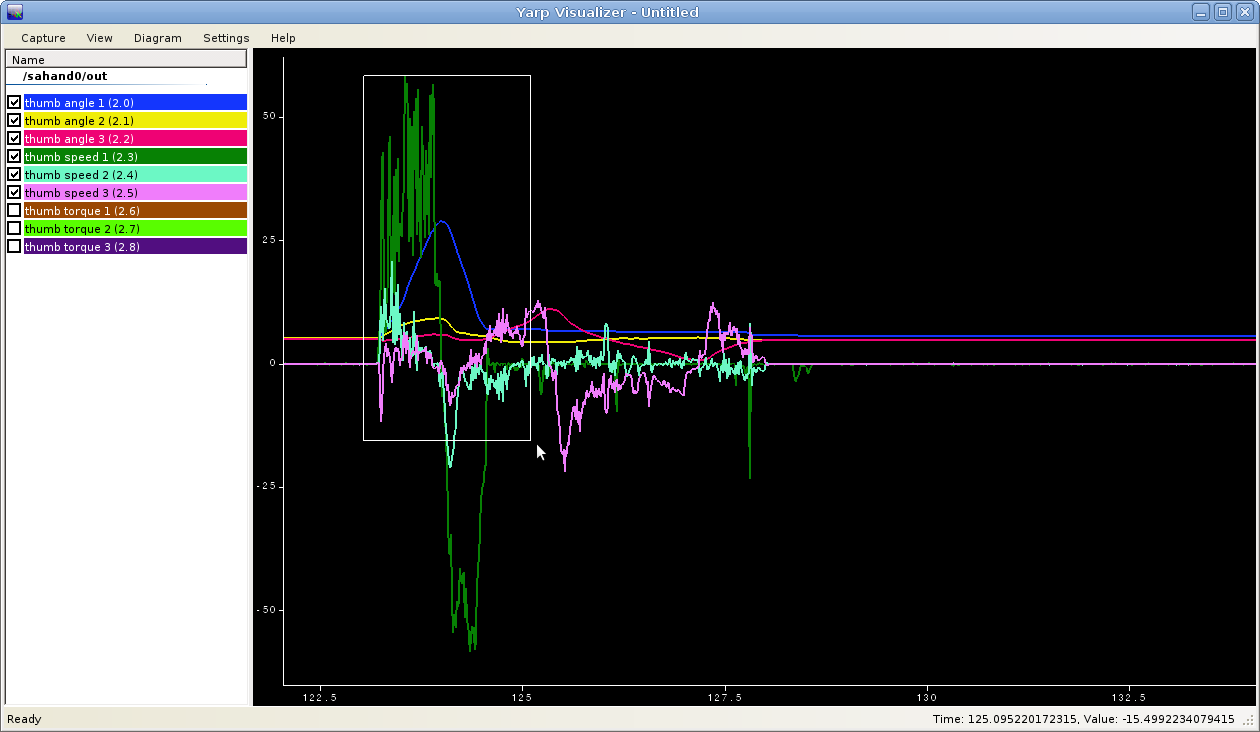 Yarp Visualizer - Untitled
Capture View Diagram Settings Help
Name
/sahand0/out
thumb angle 1 (2.0)
thumb angle 2 (2.1)
thumb angle 3 (2.2)
thumb speed 1 (2.3)
thumb speed 2 (2.4)
thumb speed 3 (2.5)
thumb torque 1 (2.6)
thumb torque 2 (2.7)
thumb torque 3 (2.8)
50
25
0
-25
-50
122.5 125 127.5 130 132.5
Ready Time: 125.095220172315, Value: -15.4992234079415